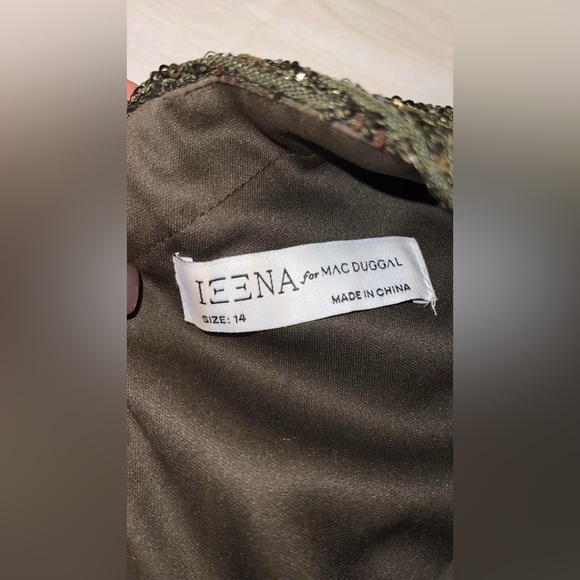 IEENA for MAC DUGGAL
SIZE: 14
MADE IN CHINA